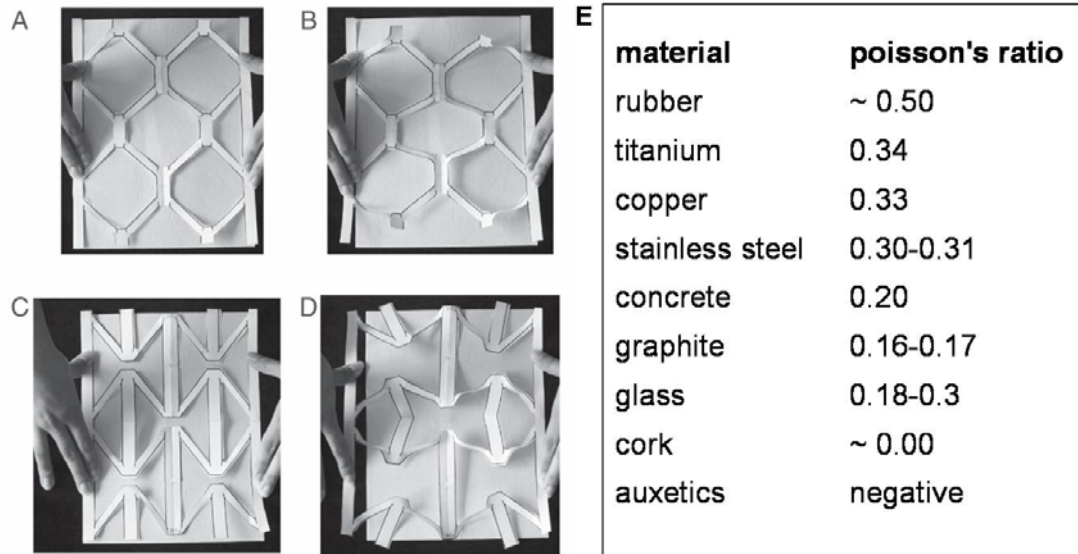 A
B
C
D
E
material poisson's ratio
rubber ~ 0.50
titanium 0.34
copper 0.33
stainless steel 0.30-0.31
concrete 0.20
graphite 0.16-0.17
glass 0.18-0.3
cork ~ 0.00
auxetics negative